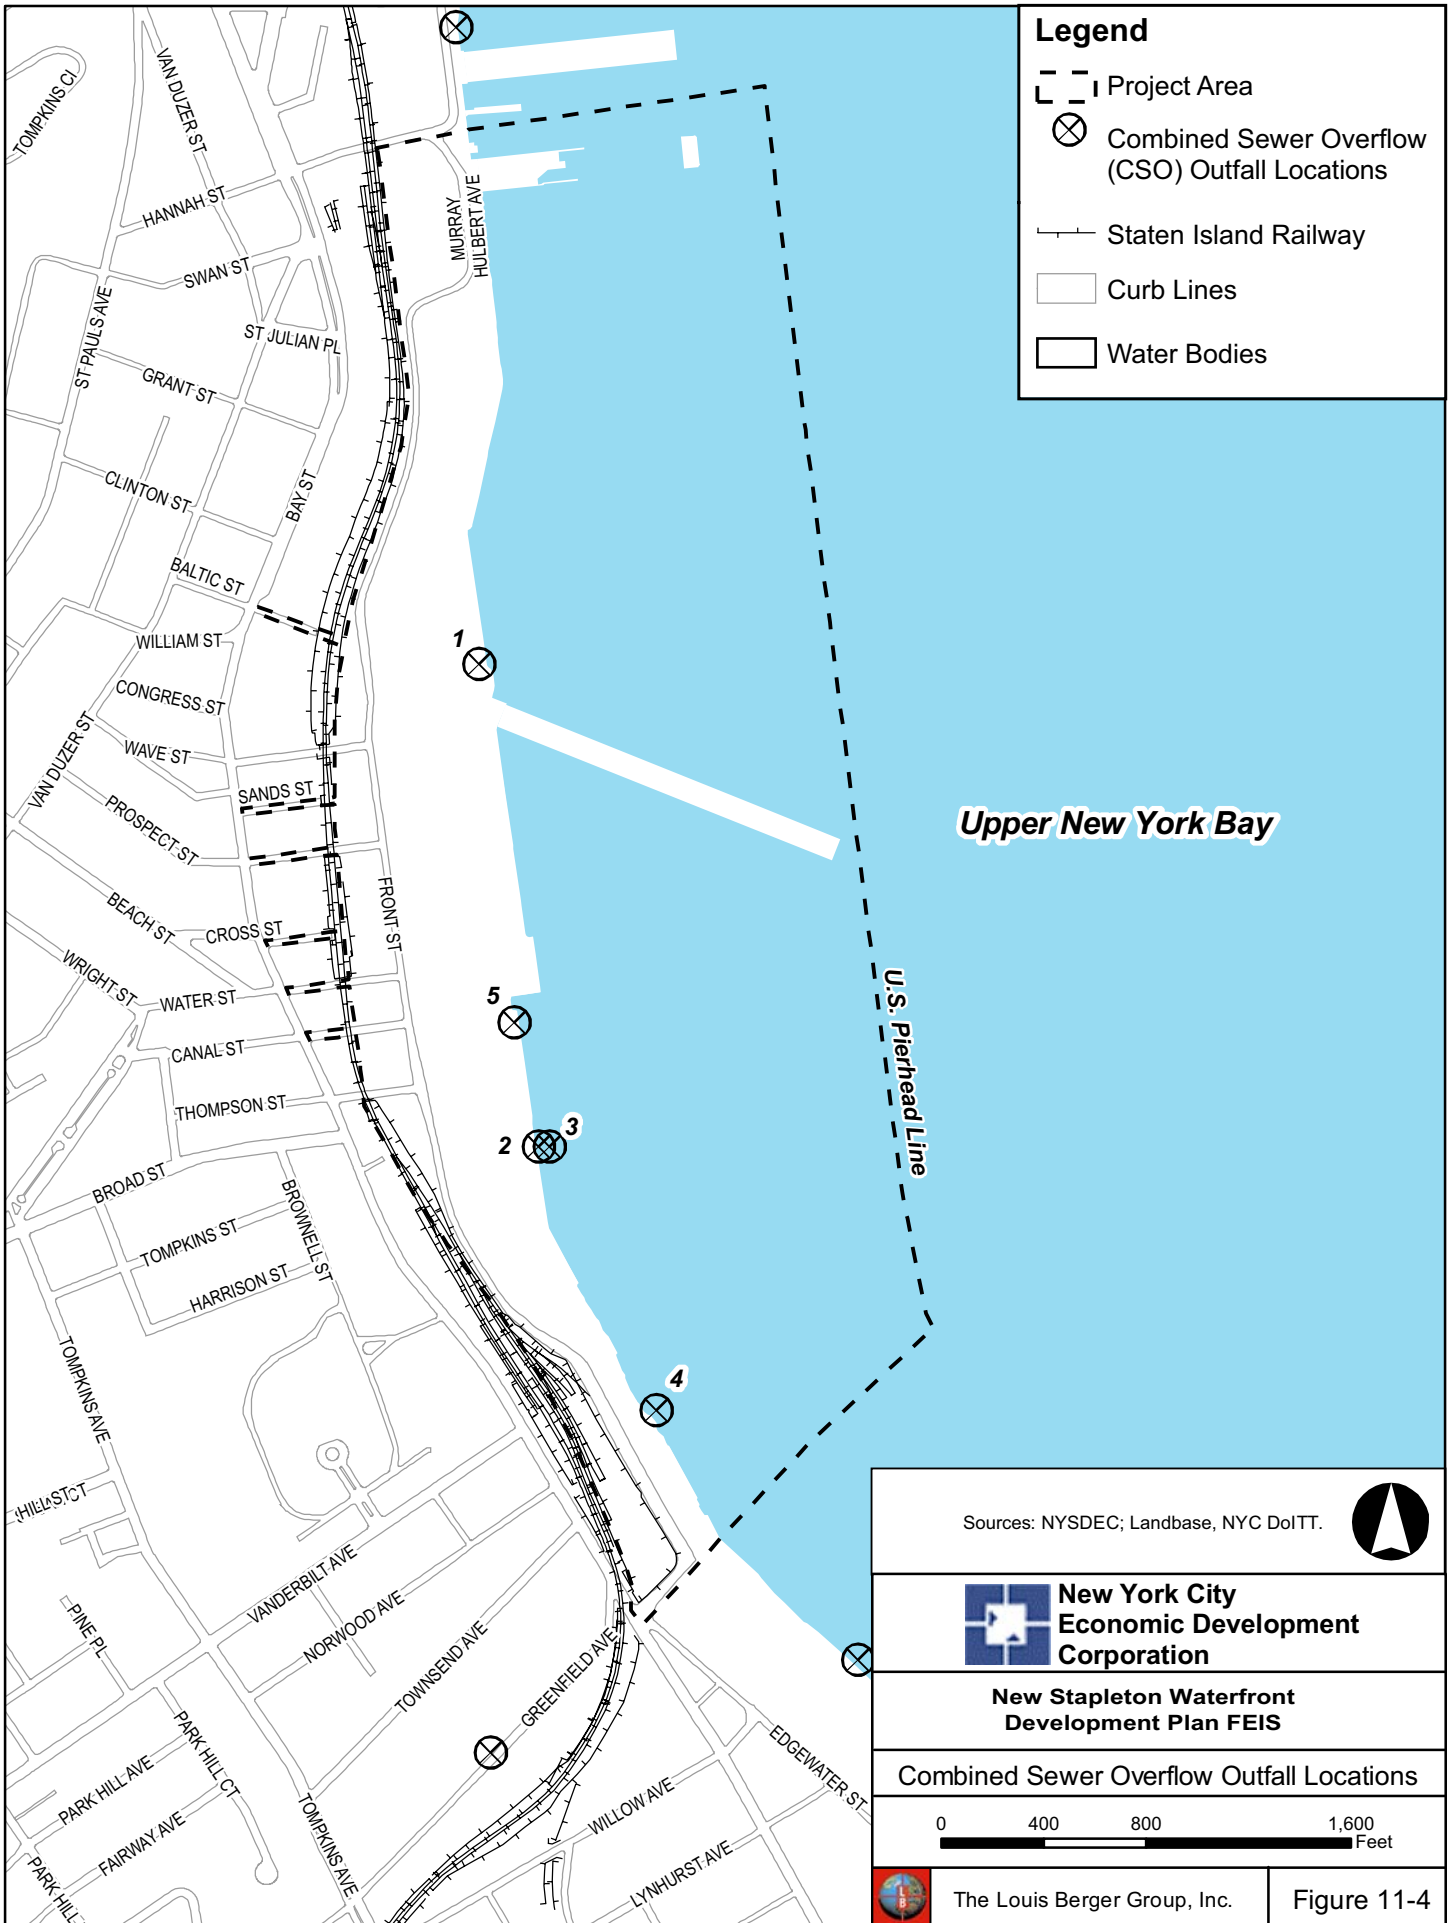 Legend
Project Area
Combined Sewer Overflow
(CSO) Outfall Locations
Staten Island Railway
Curb Lines
Water Bodies
TOMPKINS CI
VAN DUZER ST
HANNAH ST
MURRAY
HULBERT AVE
SWAN ST
ST PAULS AVE
ST JULIAN PL
GRANT ST
CLINTON ST
BAY ST
BALTIC ST
WILLIAM ST
1
CONGRESS ST
VAN DUZER ST
WAVE ST
SANDS ST
PROSPECT ST
Upper New York Bay
FRONT ST
BEACH ST
CROSS ST
WRIGHT ST
WATER ST
5
U.S. Pierhead Line
CANAL ST
THOMPSON ST
2
3
BROAD ST
BROWNELL ST
TOMPKINS ST
HARRISON ST
TOMPKINS AVE
4
VANDERBILT AVE
NORWOOD AVE
PINE PL
TOWNSEND AVE
GREENFIELD AVE
PARK HILL CT
EDGEWATER ST
PARK HILL AVE
FAIRWAY AVE
TOMPKINS AVE
WILLOW AVE
LYNHURST AVE
PARK HILL
Sources: NYSDEC; Landbase, NYC DoITT.
New York City
Economic Development
Corporation
New Stapleton Waterfront
Development Plan FEIS
Combined Sewer Overflow Outfall Locations
0 400 800 1,600
Feet
LB
The Louis Berger Group, Inc.
Figure 11-4